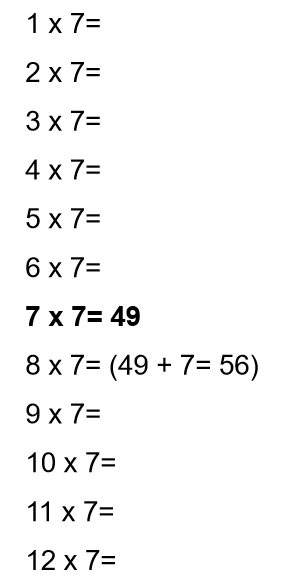 1 x 7=
2 x 7=
3 x 7=
4 x 7=
5 x 7=
6 x 7=
7 x 7= 49
8 x 7= (49 + 7= 56)
9 x 7=
10 x 7=
11 x 7=
12 x 7=